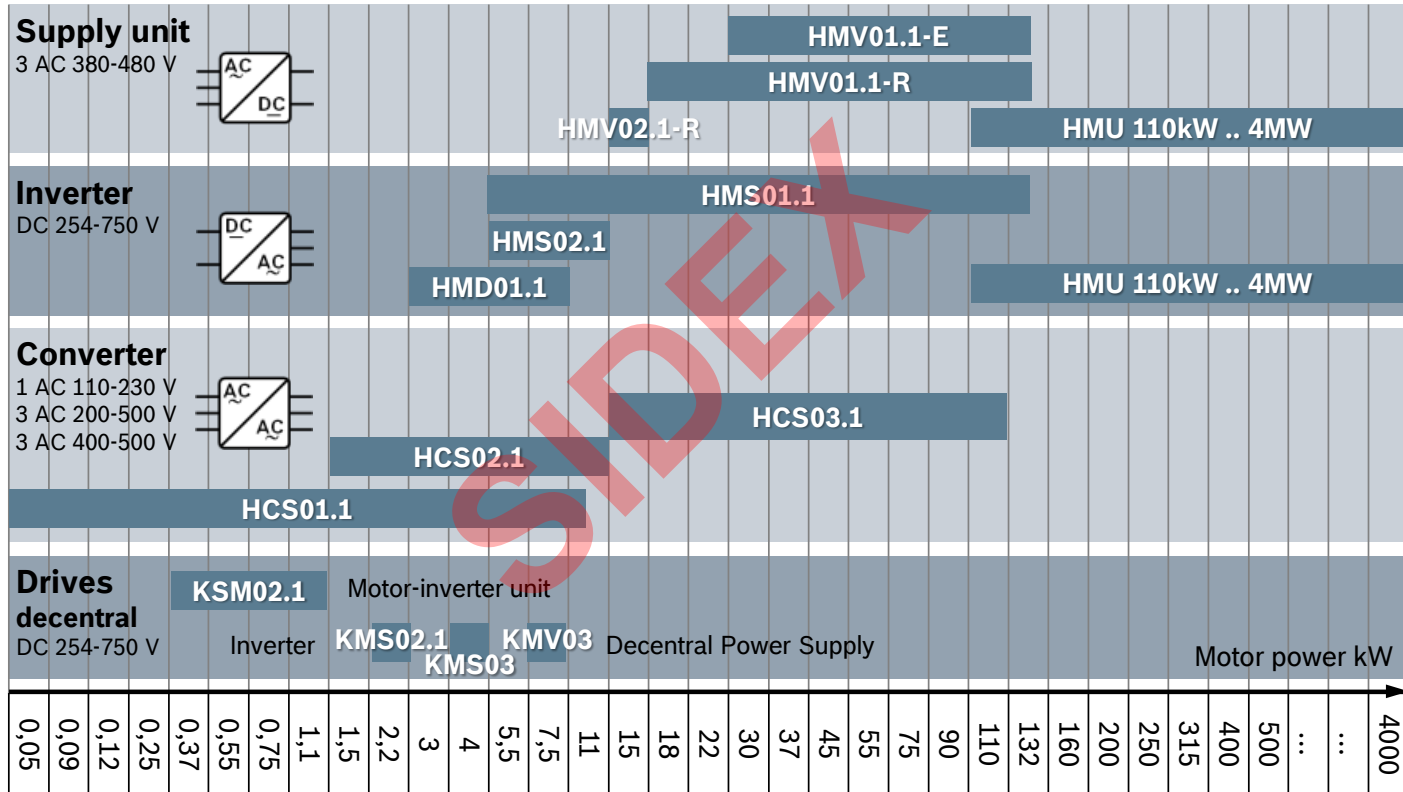 Supply unit
3 AC 380-480 V
AC
DC
HMV01.1-E
HMV01.1-R
HMV02.1-R
HMU 110kW .. 4MW
Inverter
DC 254-750 V
DC
AC
HMS01.1
HMS02.1
HMD01.1
HMU 110kW .. 4MW
Converter
1 AC 110-230 V
3 AC 200-500 V
3 AC 400-500 V
AC
AC
HCS03.1
HCS02.1
HCS01.1
SIDEX
Drives
decentral
DC 254-750 V
KSM02.1
Motor-inverter unit
Inverter
KMS02.1
KMS03
KMV03
Decentral Power Supply
Motor power kW
0,05
0,09
0,12
0,25
0,37
0,55
0,75
1,1
1,5
2,2
3
4
5,5
7,5
11
15
18
22
30
37
45
55
75
90
110
132
160
200
250
315
400
500
...
...
4000